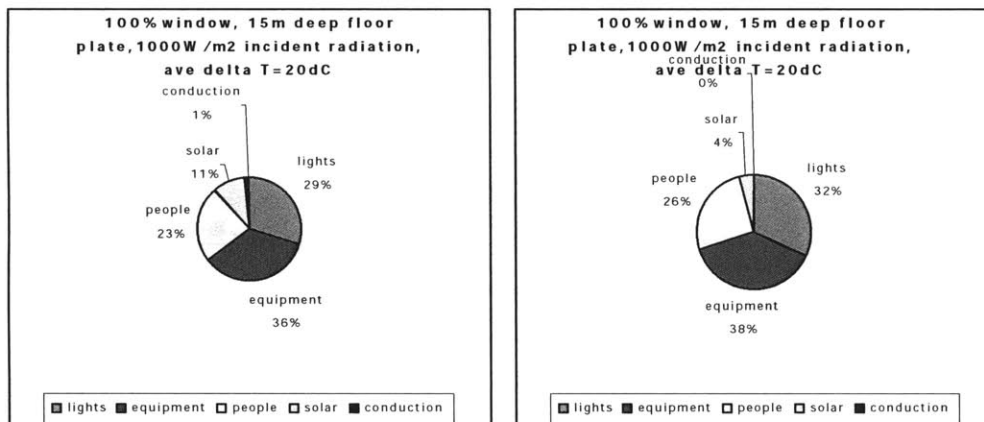 100% window, 15m deep floor
plate,1000W /m2 incident radiation,
ave delta T=20dC
conduction
1%
solar
11%
lights
29%
people
23%
equipment
36%
lights equipment people solar conduction
100% window, 15m deep floor
plate,1000W /m2 incident radiation,
ave delta T=20dC
conduction
0%
solar
4%
lights
32%
people
26%
equipment
38%
lights equipment people solar conduction